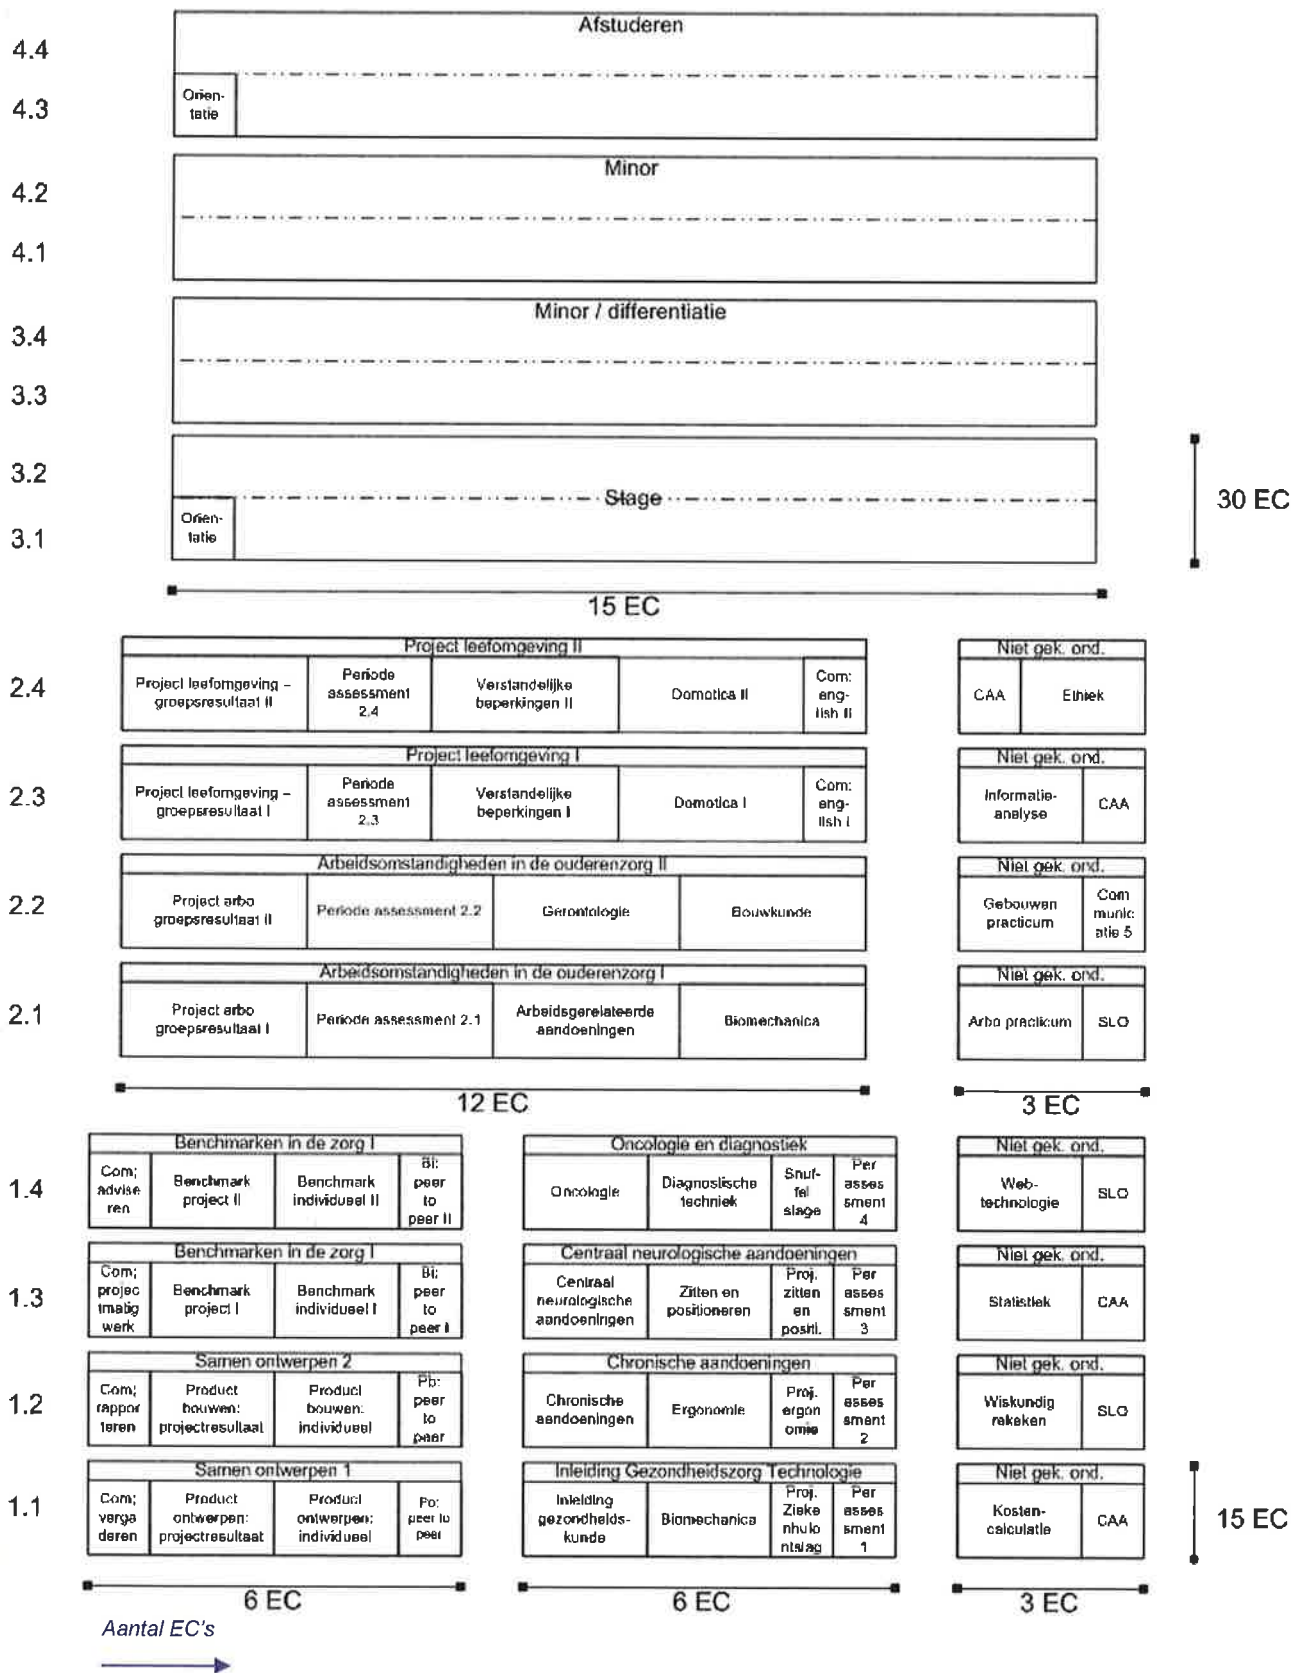 Afstuderen
4.4
4.3
Orien-
tatie
Minor
4.2
4.1
Minor / differentiatie
3.4
3.3
3.2
Stage
30 EC
3.1
Orien-
tatie
15 EC
Project leefomgeving II
Niet gek. ond.
2.4
Project leefomgeving –
groepsresultaat II
Periode
assessment
2.4
Verstandelijke
beperkingen II
Domotica II
Com:
eng-
lish II
CAA
Ethiek
Project leefomgeving I
Niet gek. ond.
2.3
Project leefomgeving –
groepsresultaat I
Periode
assessment
2.3
Verstandelijke
beperkingen I
Domotica I
Com:
eng-
lish I
Informatie-
analyse
CAA
Arbeidsomstandigheden in de ouderenzorg II
Niet gek. ond.
2.2
Project arbo
groepsresultaat II
Periode assessment 2.2
Gerontologie
Bouwkunde
Gebouwen
practicum
Com
munic
atie 5
Arbeidsomstandigheden in de ouderenzorg I
Niet gek. ond.
2.1
Project arbo
groepsresultaat I
Periode assessment 2.1
Arbeidsgerelateerde
aandoeningen
Biomechanica
Arbo practicum
SLO
12 EC
3 EC
Benchmarken in de zorg I
Oncologie en diagnostiek
Niet gek. ond.
1.4
Com;
advise
ren
Benchmark
project II
Benchmark
individueel II
Bi:
peer
to
peer II
Oncologie
Diagnostische
techniek
Snuf-
fel
stage
Per
asses
sment
4
Web-
technologie
SLO
Benchmarken in de zorg I
Centraal neurologische aandoeningen
Niet gek. ond.
1.3
Com;
projec
tmatig
werk
Benchmark
project I
Benchmark
individueel I
Bi:
peer
to
peer I
Centraal
neurologische
aandoeningen
Zitten en
positioneren
Proj.
zitten
en
positi.
Per
asses
sment
3
Statistiek
CAA
Samen ontwerpen 2
Chronische aandoeningen
Niet gek. ond.
1.2
Com;
rappor
teren
Product
bouwen:
projectresultaat
Product
bouwen:
individueel
Pb:
peer
to
peer
Chronische
aandoeningen
Ergonomie
Proj.
ergon
omie
Per
asses
sment
2
Wiskundig
rekeken
SLO
Samen ontwerpen 1
Inleiding Gezondheidszorg Technologie
Niet gek. ond.
1.1
Com;
verga
deren
Product
ontwerpen:
projectresultaat
Product
ontwerpen:
individueel
Po:
peer to
peer
Inleiding
gezondheids-
kunde
Biomechanica
Proj.
Zieke
nhuio
ntslag
Per
asses
sment
1
Kosten-
calculatie
CAA
15 EC
6 EC
6 EC
3 EC
Aantal EC's